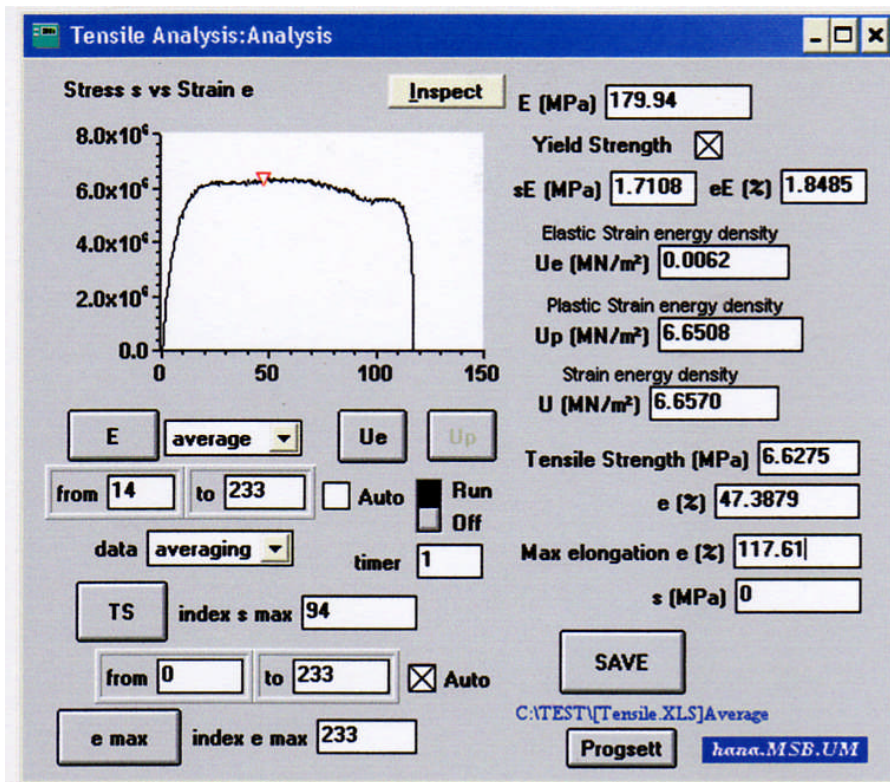 Tensile Analysis:Analysis
Stress s vs Strain e
Inspect
8.0x10⁶
6.0x10⁶
4.0x10⁶
2.0x10⁶
0.0
0 50 100 150
E (MPa) 179.94
Yield Strength
sE (MPa) 1.7108 eE (%) 1.8485
Elastic Strain energy density
Ue (MN/m²) 0.0062
Plastic Strain energy density
Up (MN/m²) 6.6508
Strain energy density
U (MN/m²) 6.6570
E average Ue Up
from 14 to 233 Auto Run
Off
data averaging timer 1
TS index s max 94
from 0 to 233 Auto
e max index e max 233
Tensile Strength (MPa) 6.6275
e (%) 47.3879
Max elongation e (%) 117.61
s (MPa) 0
SAVE
C:\TEST\[Tensile.XLS]Average
Progsett hana.MSB.UM